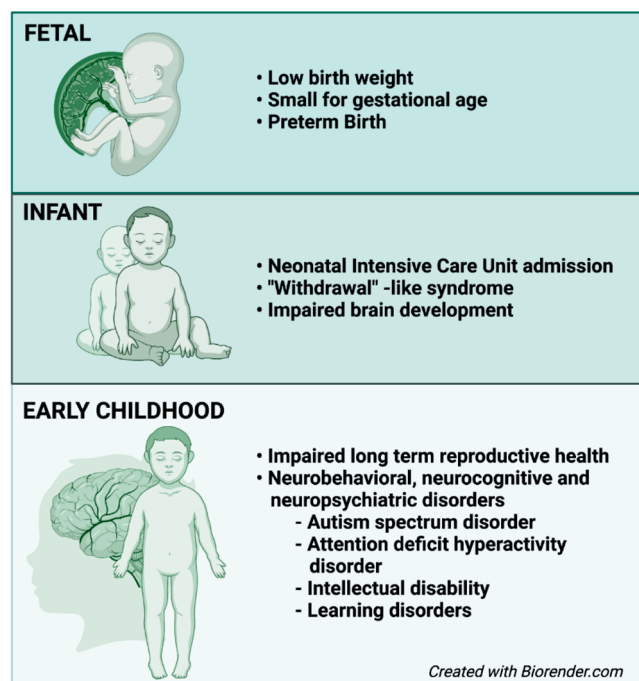 FETAL
• Low birth weight
• Small for gestational age
• Preterm Birth
INFANT
• Neonatal Intensive Care Unit admission
• "Withdrawal" -like syndrome
• Impaired brain development
EARLY CHILDHOOD
• Impaired long term reproductive health
• Neurobehavioral, neurocognitive and
neuropsychiatric disorders
- Autism spectrum disorder
- Attention deficit hyperactivity
disorder
- Intellectual disability
- Learning disorders
Created with Biorender.com